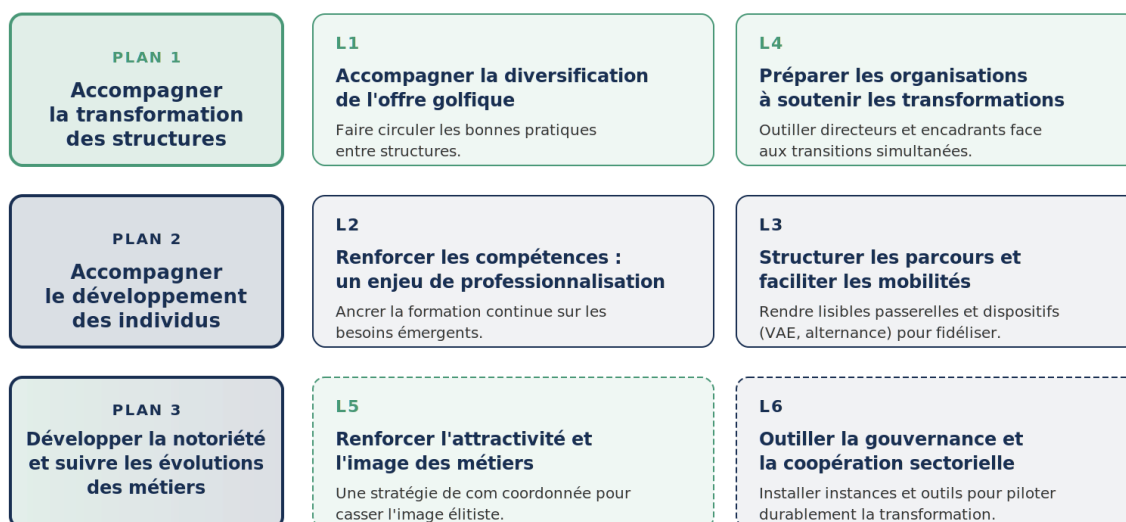 PLAN 1
Accompagner
la transformation
des structures
L1
Accompagner la diversification
de l'offre golfique
Faire circuler les bonnes pratiques
entre structures.
L4
Préparer les organisations
à soutenir les transformations
Outiller directeurs et encadrants face
aux transitions simultanées.
PLAN 2
Accompagner
le développement
des individus
L2
Renforcer les compétences :
un enjeu de professionnalisation
Ancrer la formation continue sur les
besoins émergents.
L3
Structurer les parcours et
faciliter les mobilités
Rendre lisibles passerelles et dispositifs
(VAE, alternance) pour fidéliser.
PLAN 3
Développer la notoriété
et suivre les évolutions
des métiers
L5
Renforcer l'attractivité et
l'image des métiers
Une stratégie de com coordonnée pour
casser l'image élitiste.
L6
Outiller la gouvernance et
la coopération sectorielle
Installer instances et outils pour piloter
durablement la transformation.